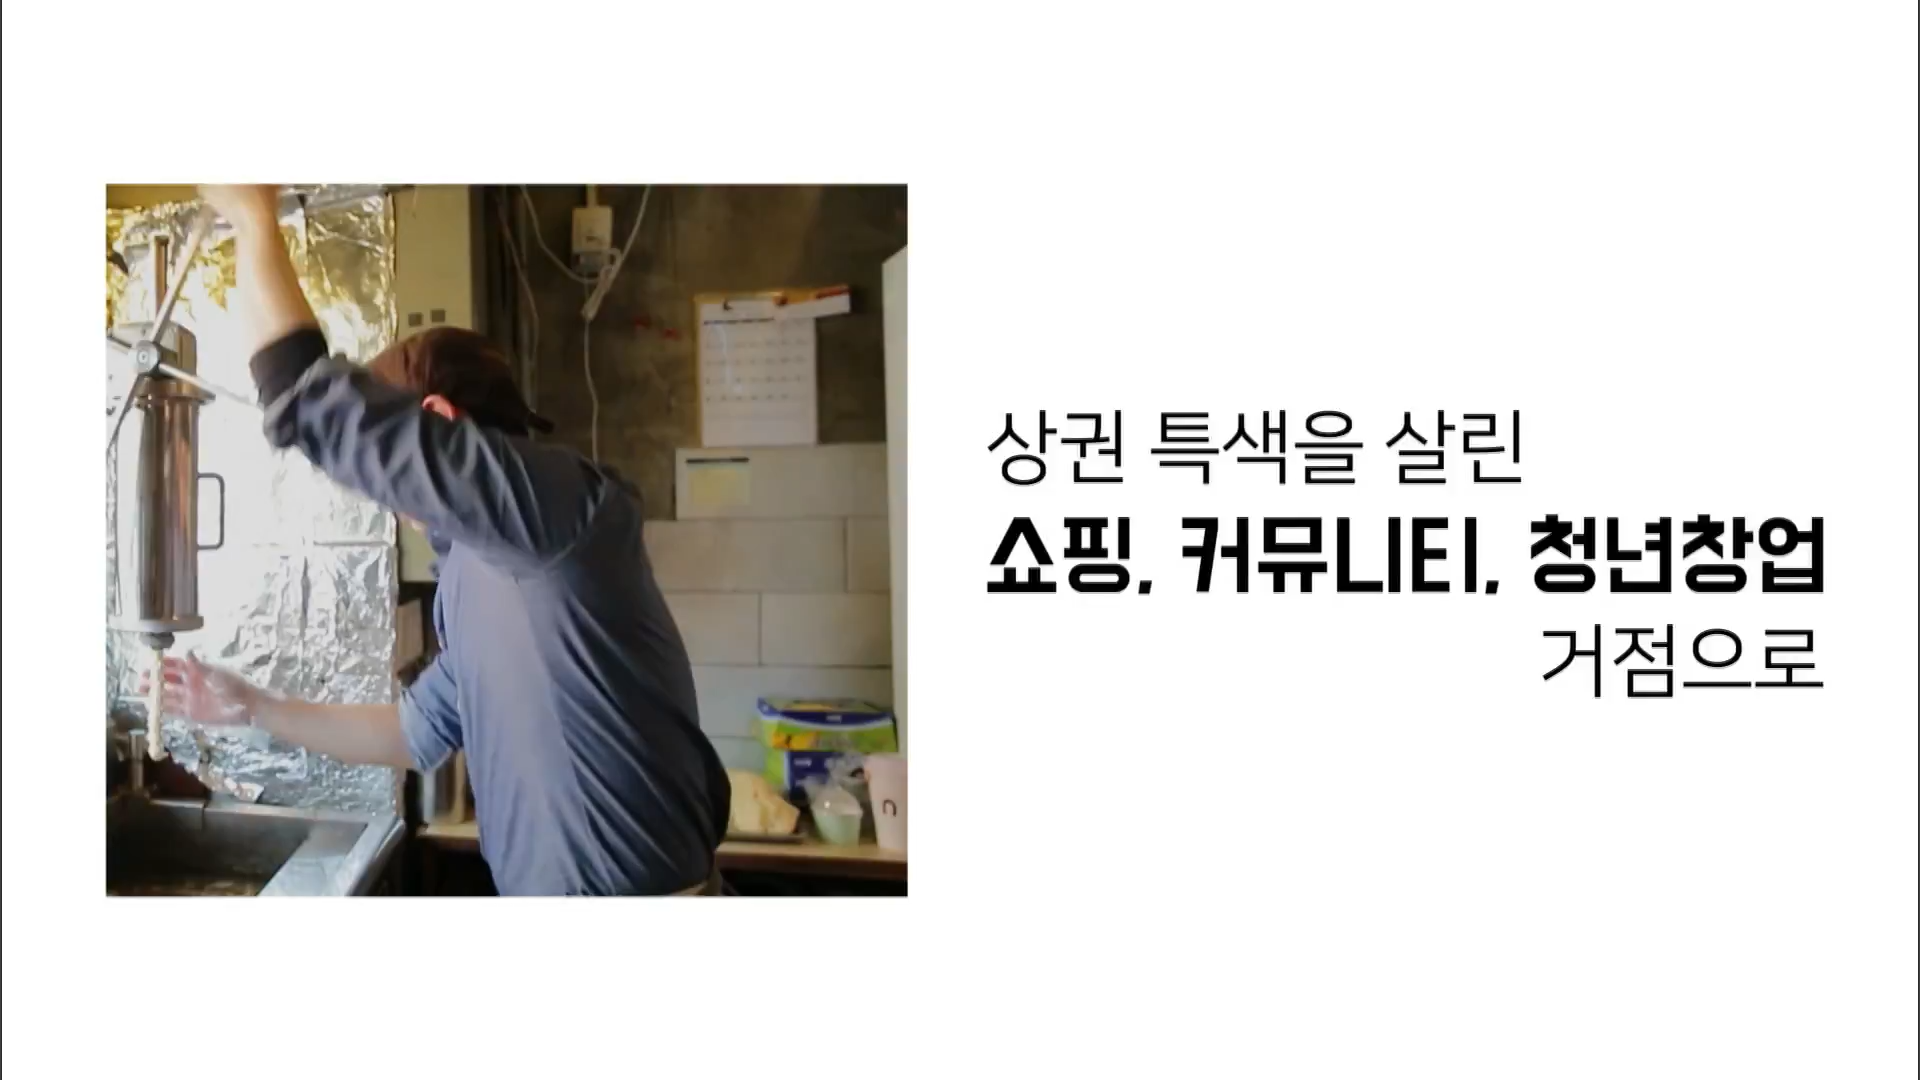 상권 특색을 살린
쇼핑, 커뮤니티, 청년창업
거점으로